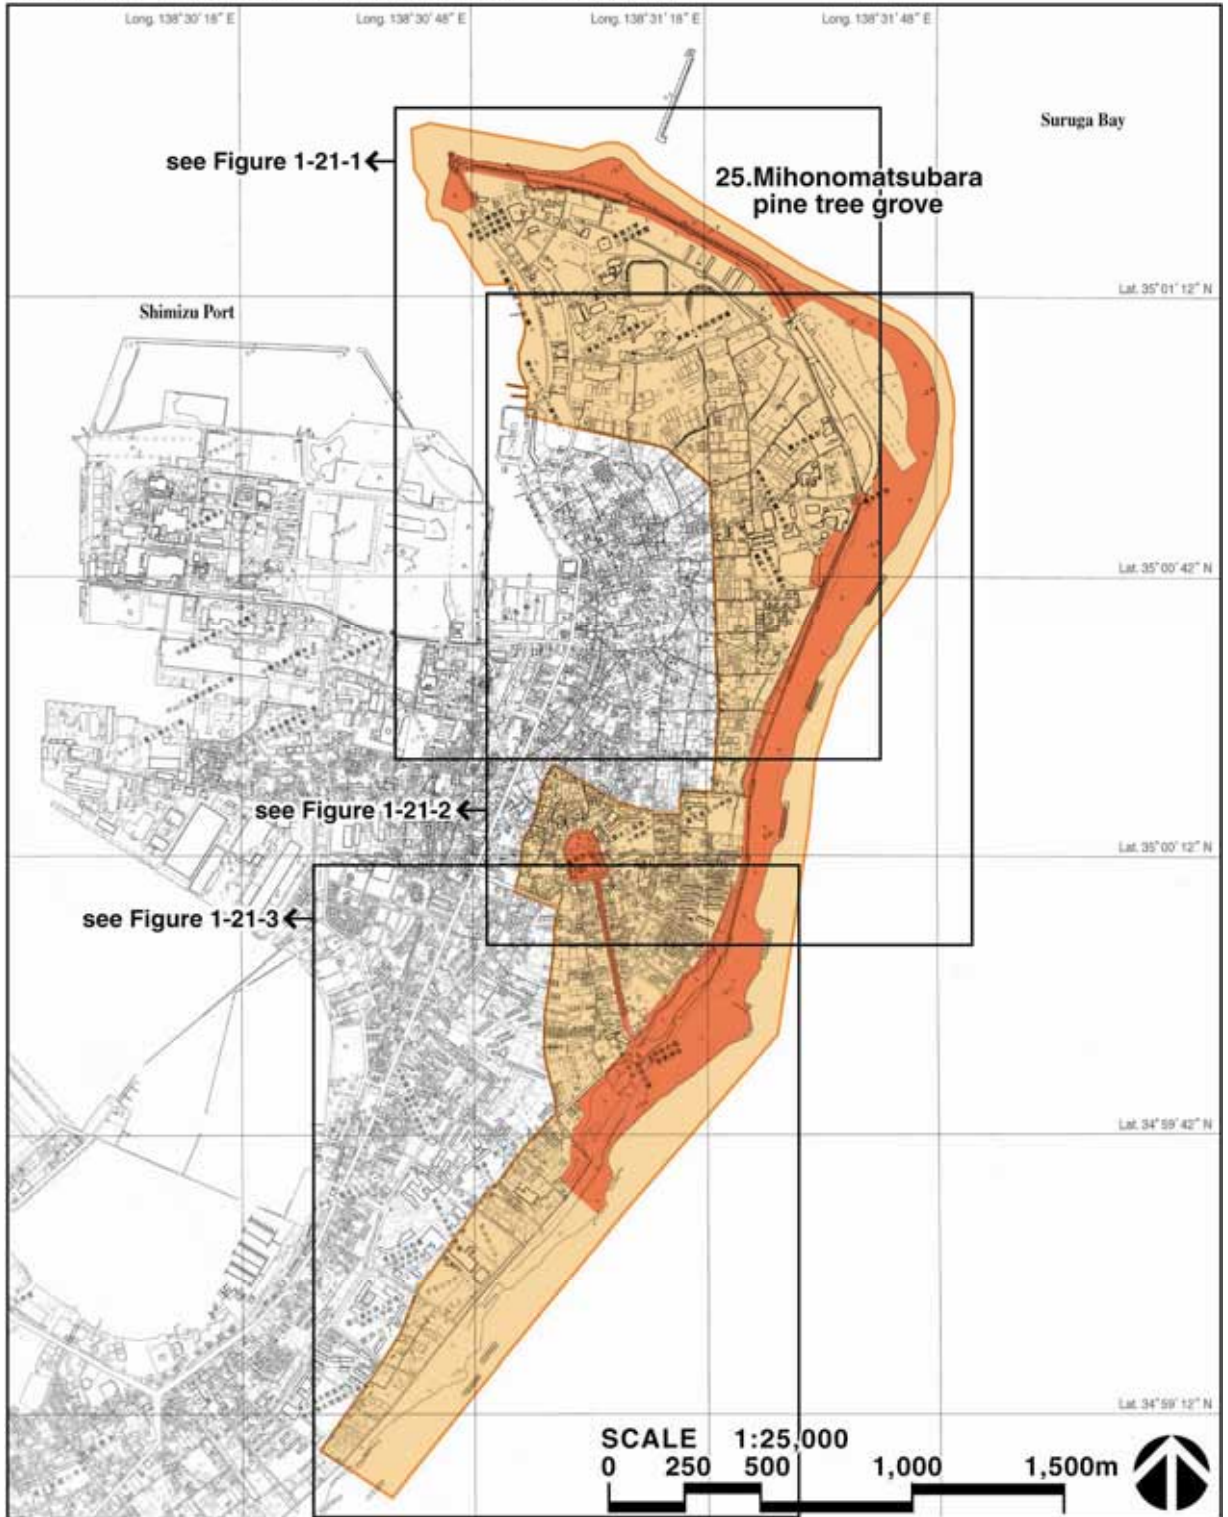 Long. 138°30′18″ E
Long. 138°30′48″ E
Long. 138°31′18″ E
Long. 138°31′48″ E
Suruga Bay
see Figure 1-21-1
25.Mihonomatsubara
pine tree grove
Lat. 35°01′12″ N
Shimizu Port
Lat. 35°00′42″ N
see Figure 1-21-2
Lat. 35°00′12″ N
see Figure 1-21-3
Lat. 34°59′42″ N
Lat. 34°59′12″ N
SCALE 1:25,000
0 250 500 1,000 1,500m